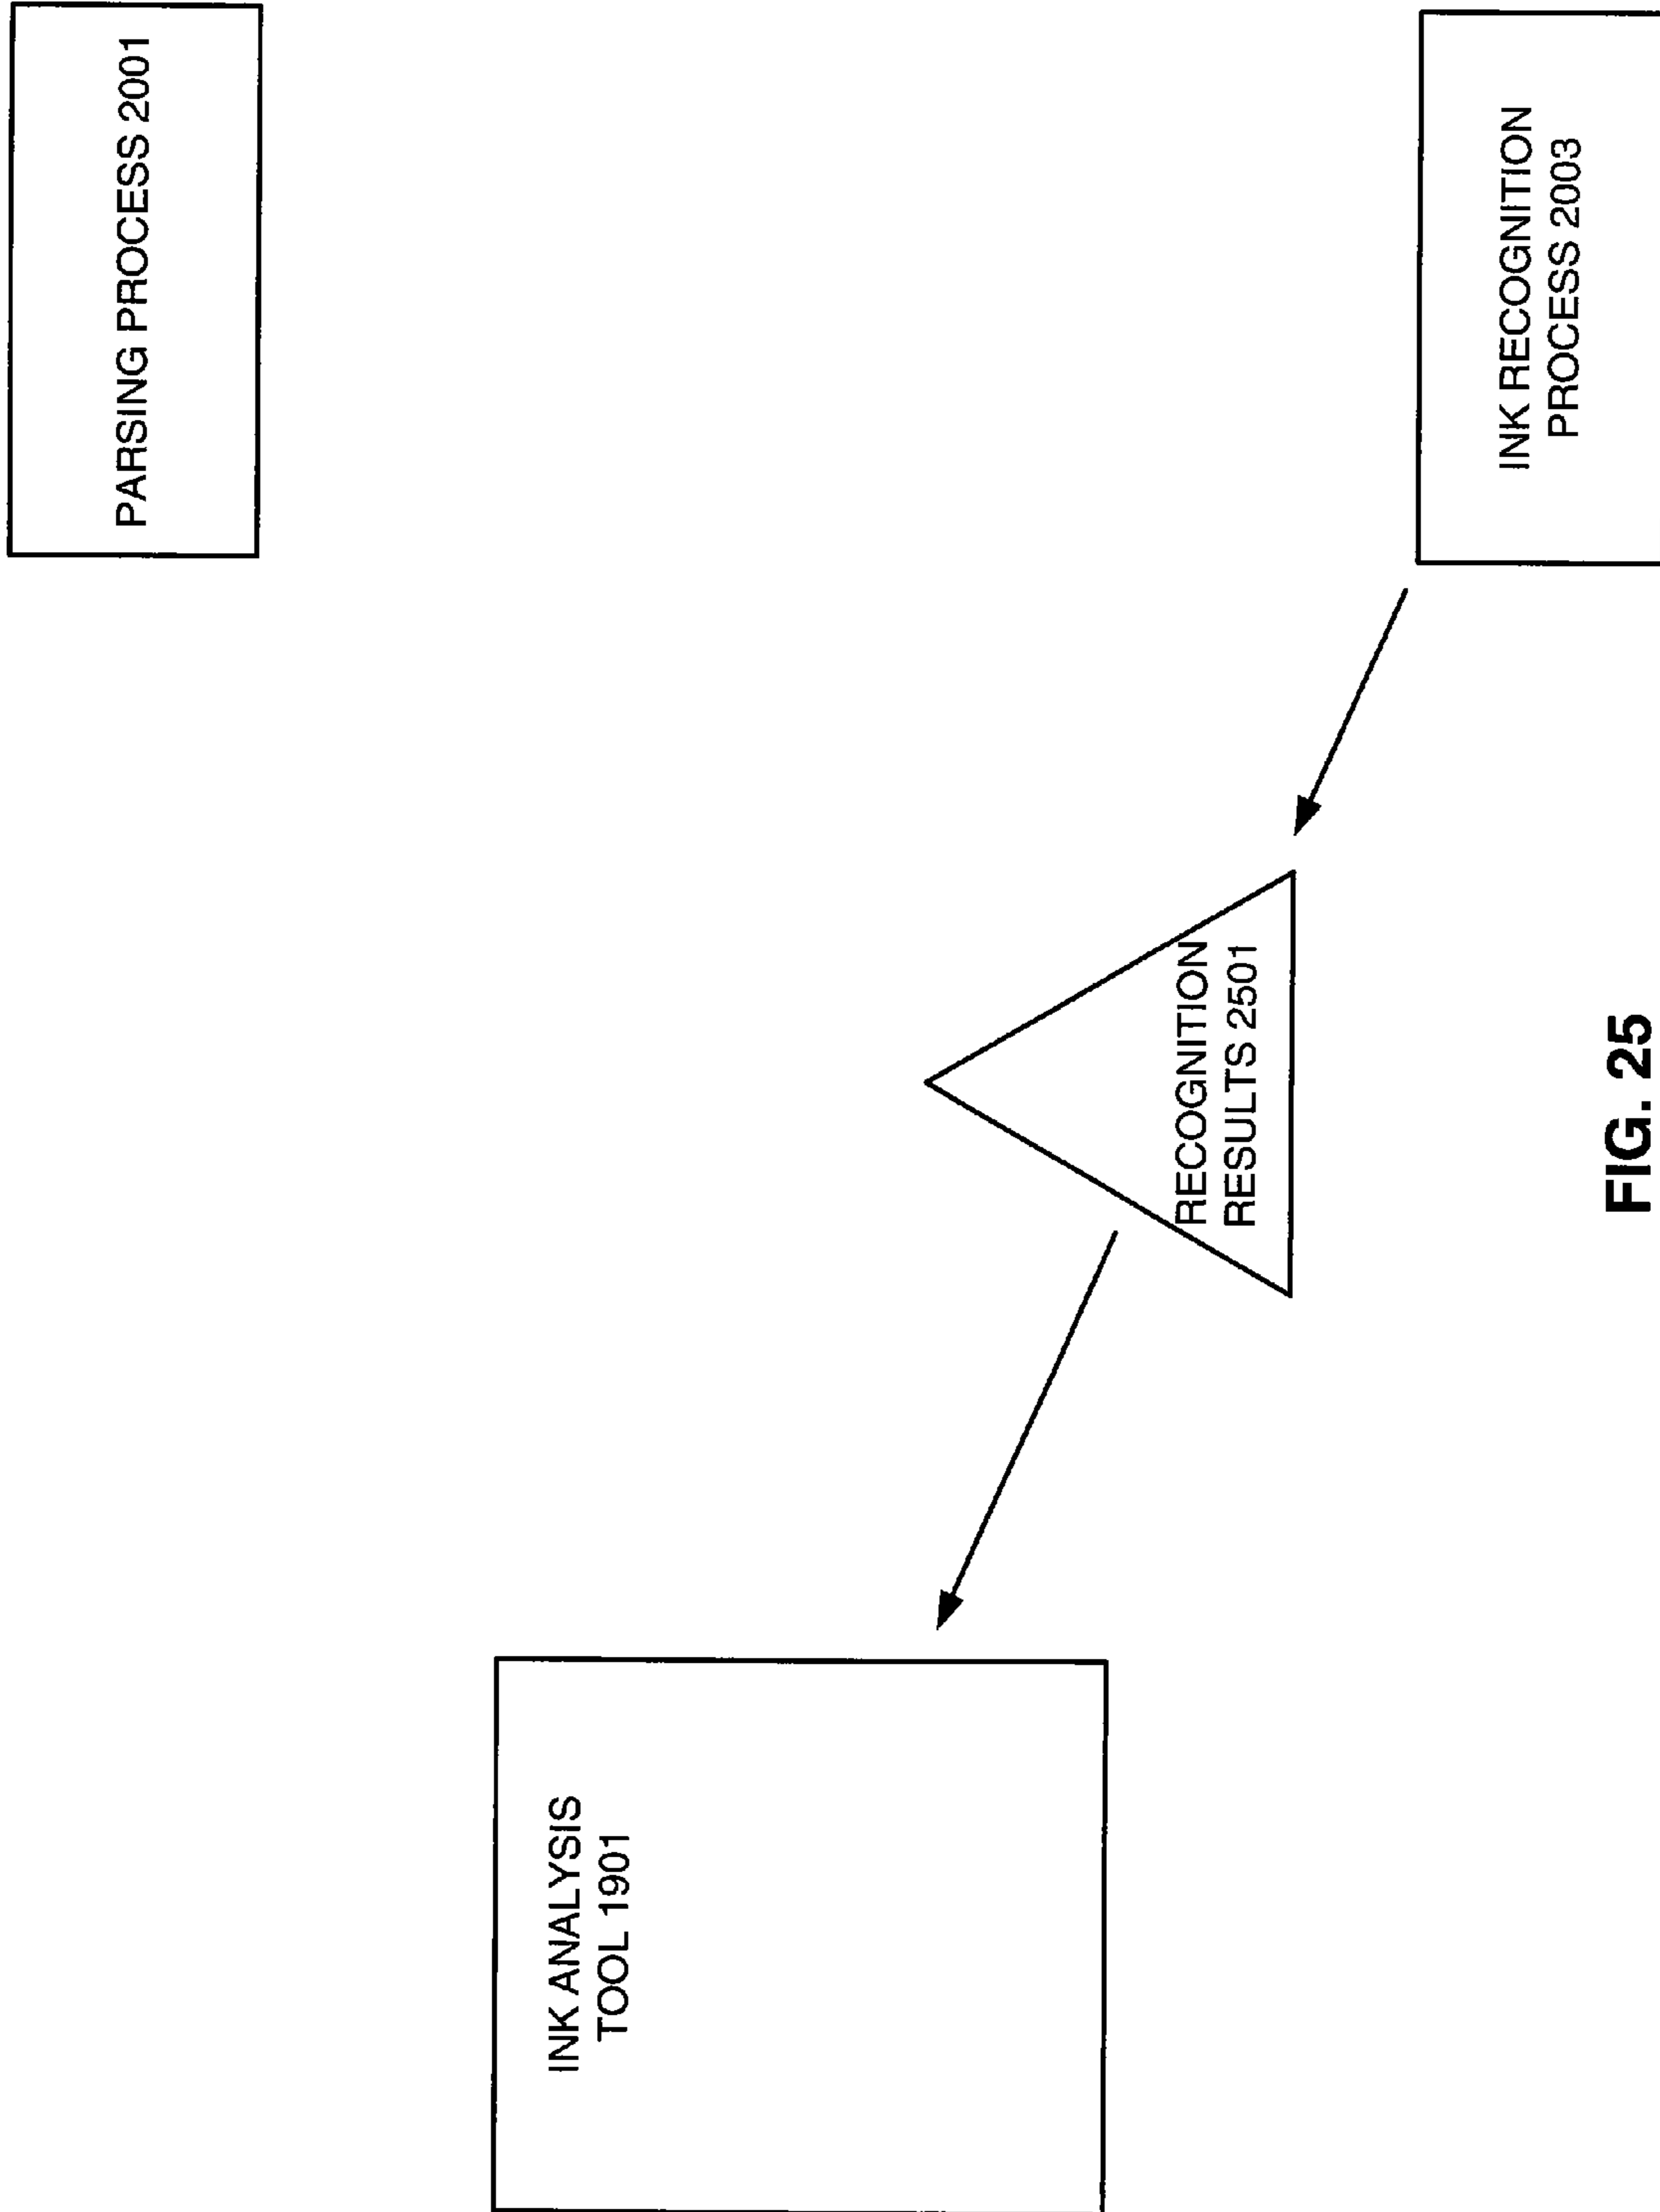 PARSING PROCESS 2001
INK ANALYSIS
TOOL 1901
RECOGNITION
RESULTS 2501
INK RECOGNITION
PROCESS 2003
FIG. 25